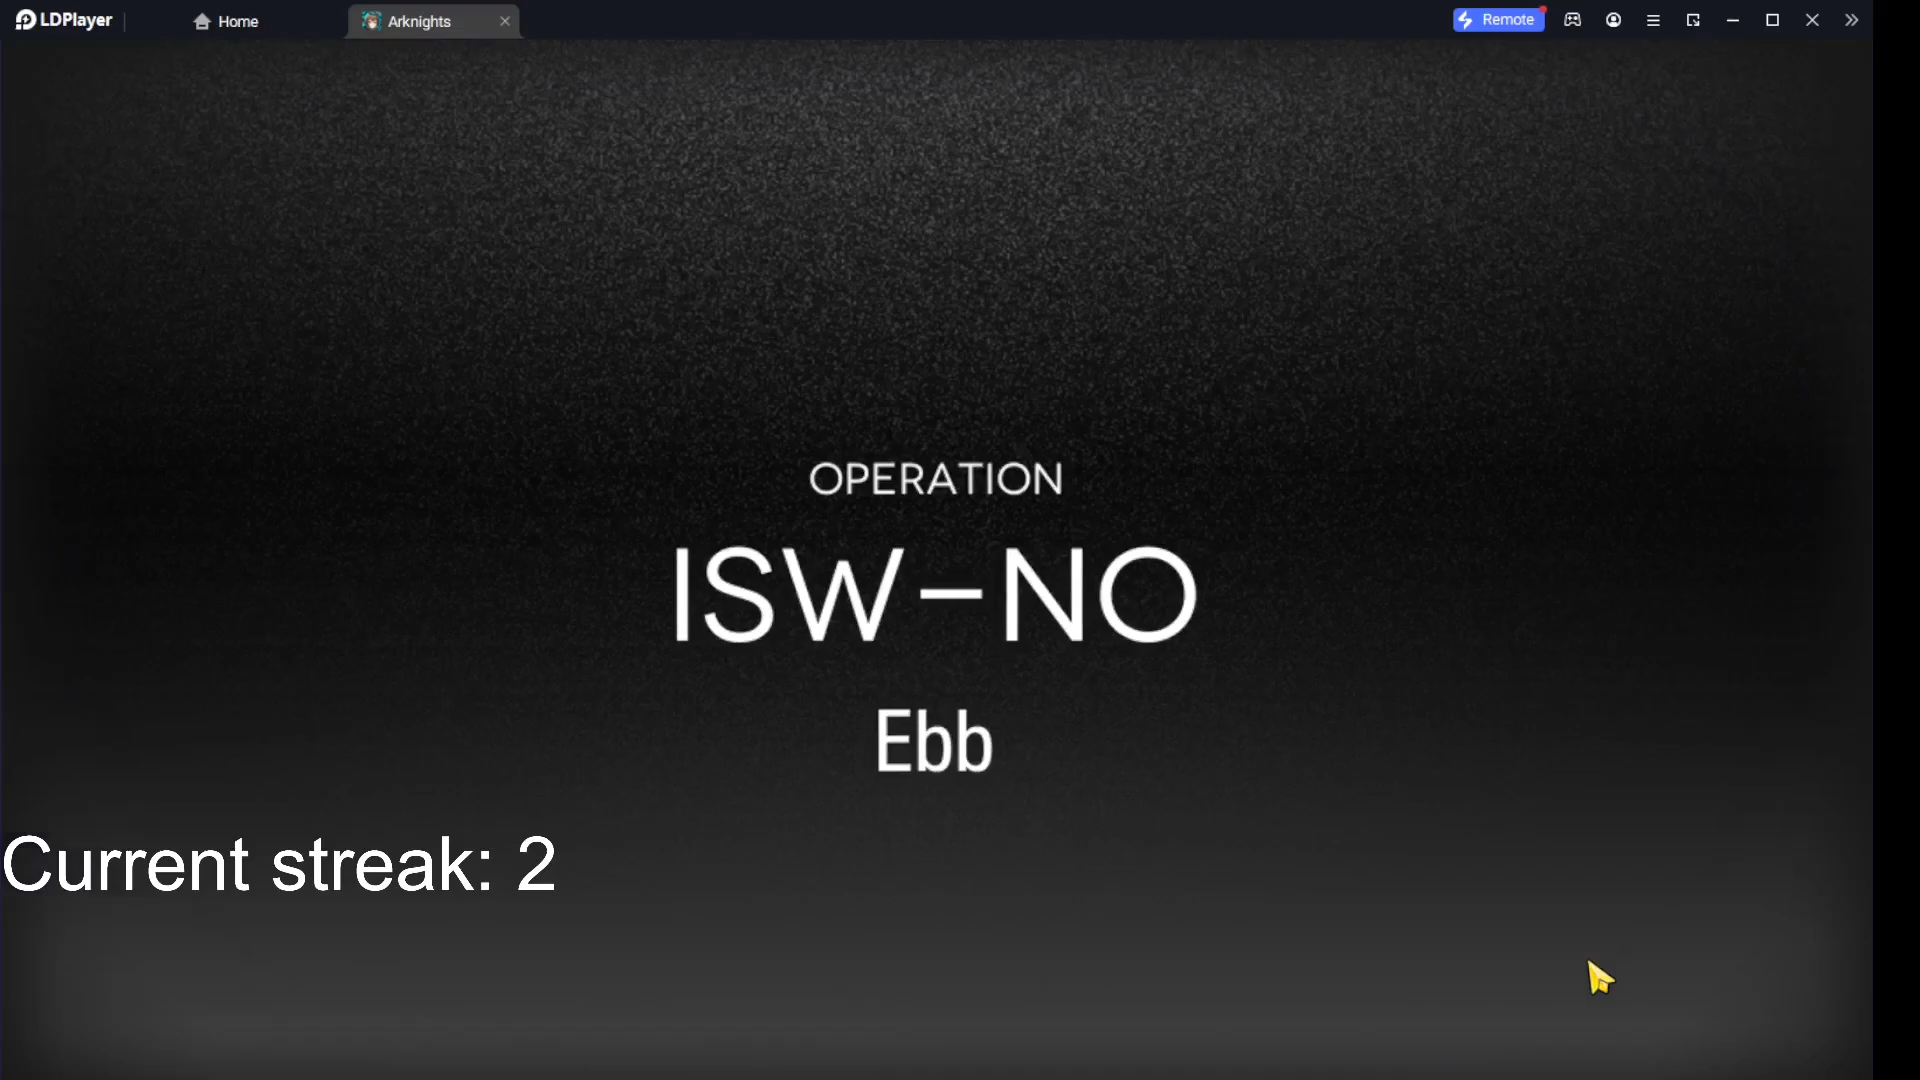 LDPlayer
Home
Arknights
Remote
OPERATION
ISW-NO
Ebb
Current streak: 2